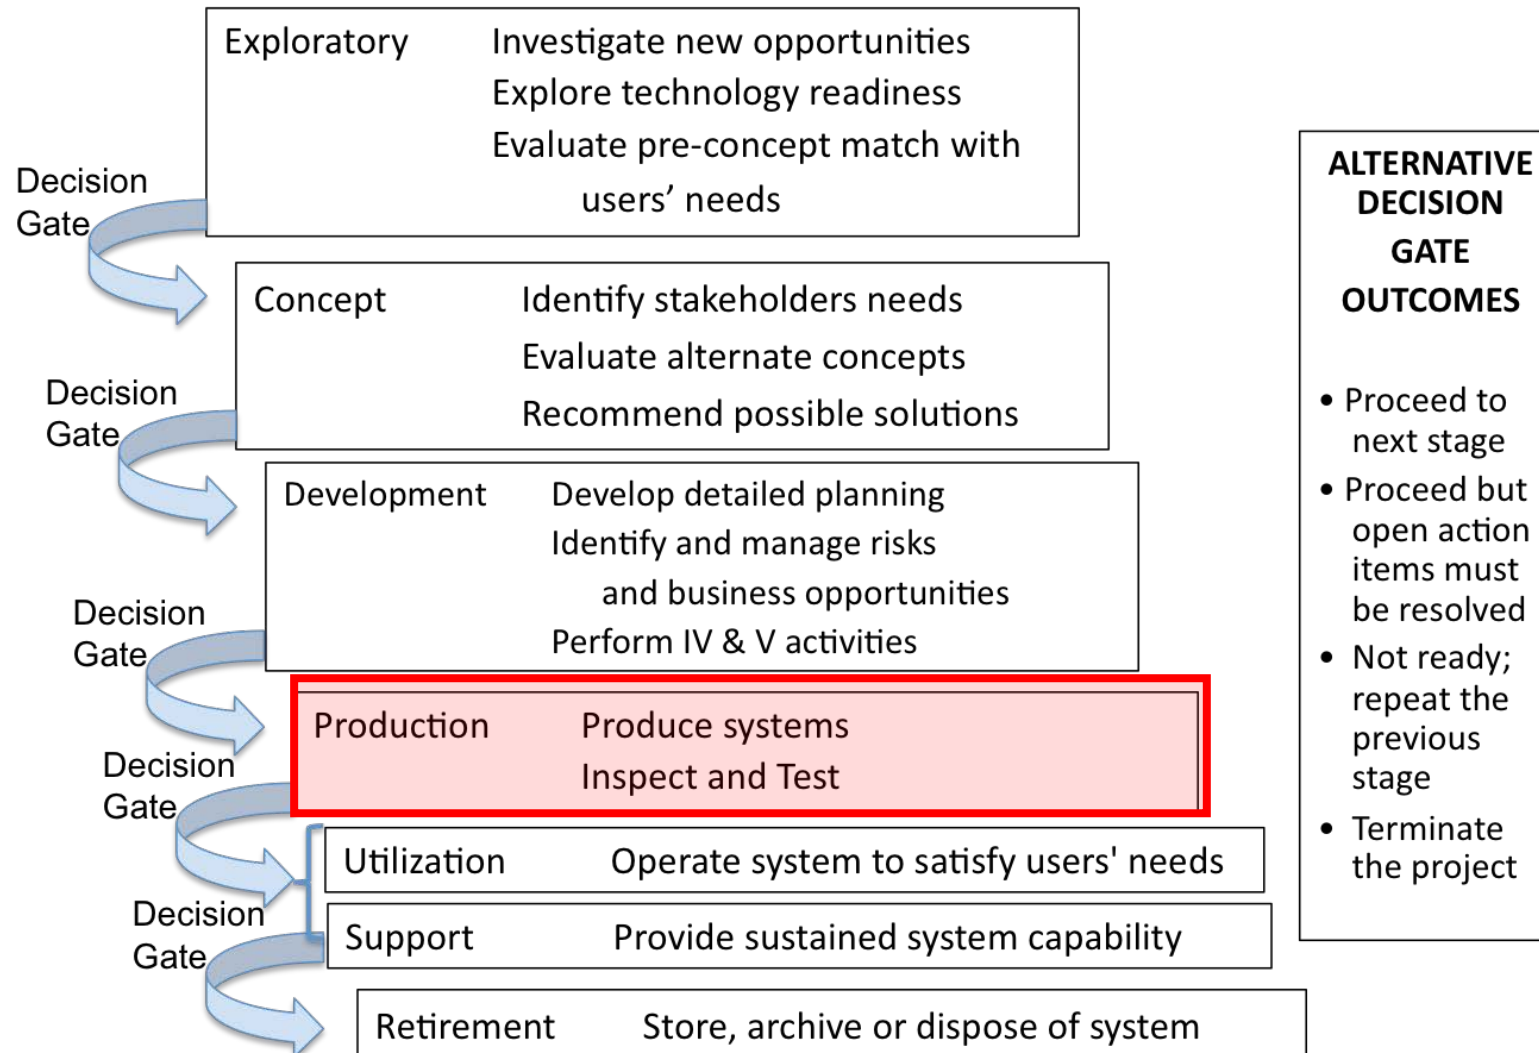 Exploratory Investigate new opportunities
Explore technology readiness
Evaluate pre-concept match with
users’ needs
Decision
Gate
Concept Identify stakeholders needs
Evaluate alternate concepts
Recommend possible solutions
Decision
Gate
Development Develop detailed planning
Identify and manage risks
and business opportunities
Perform IV & V activities
Decision
Gate
Production Produce systems
Inspect and Test
Decision
Gate
Utilization Operate system to satisfy users' needs
Support Provide sustained system capability
Decision
Gate
Retirement Store, archive or dispose of system
ALTERNATIVE
DECISION
GATE
OUTCOMES
• Proceed to
next stage
• Proceed but
open action
items must
be resolved
• Not ready;
repeat the
previous
stage
• Terminate
the project